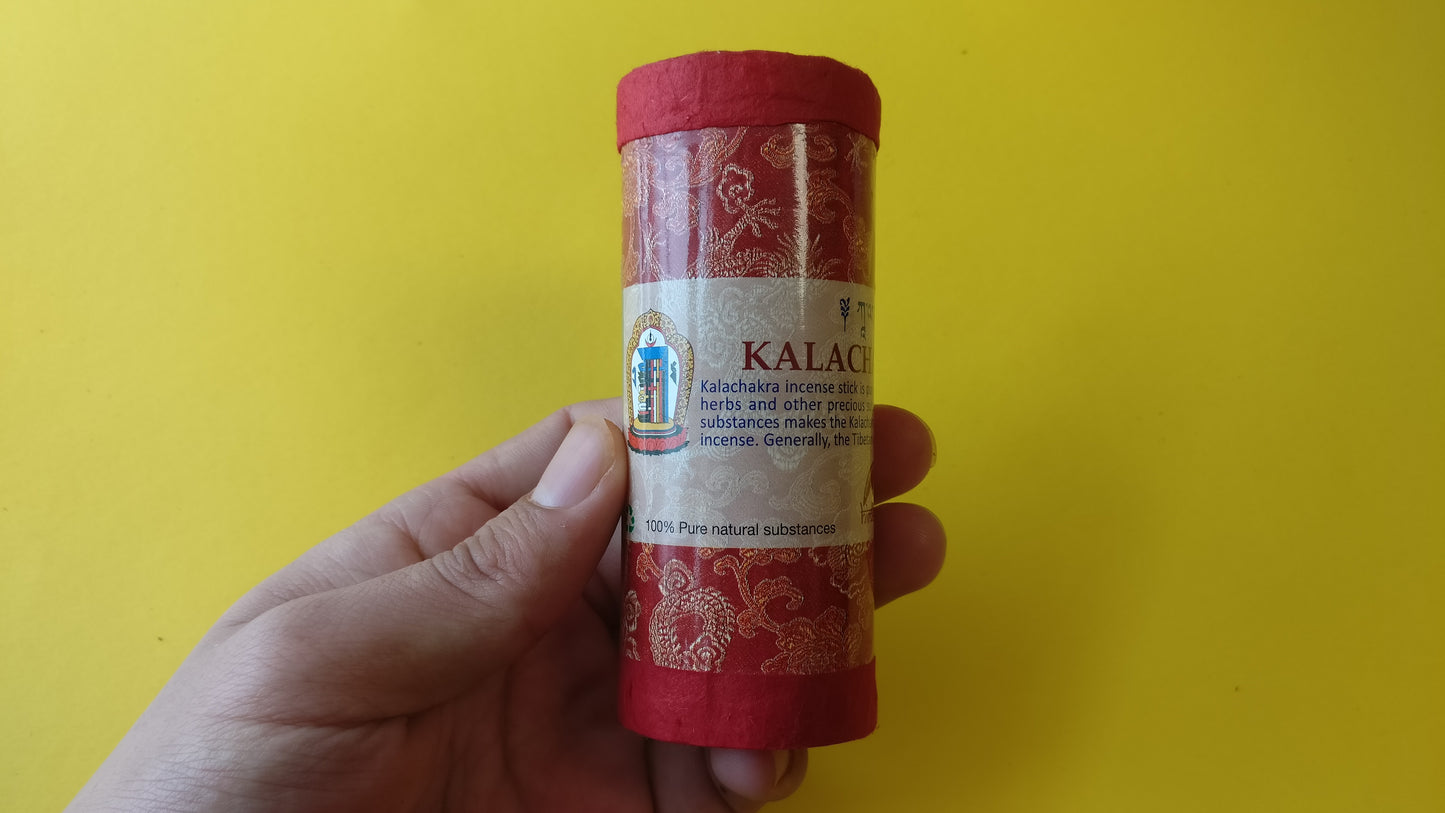 KALACH
Kalachakra incense stick is
herbs and other precious
substances makes the Kalach
incense. Generally, the Tibeta
100% Pure natural substances